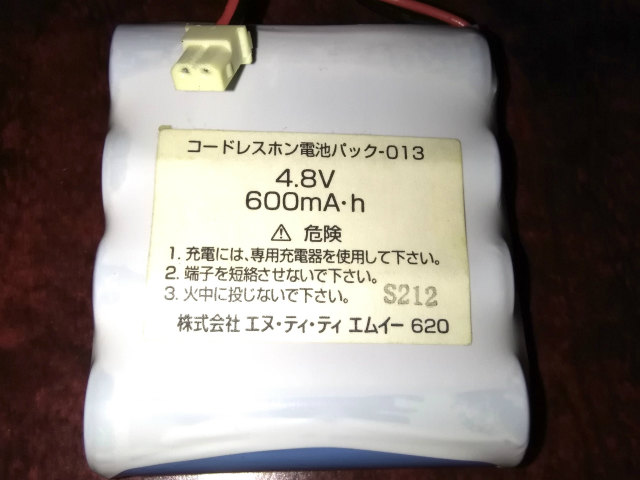 コードレスホン電池パック-013
4.8V
600mA・h
⚠ 危険
1. 充電には、専用充電器を使用して下さい。
2. 端子を短絡させないで下さい。
3. 火中に投じないで下さい。 S212
株式会社 エヌ・ティ・ティ エムイー 620